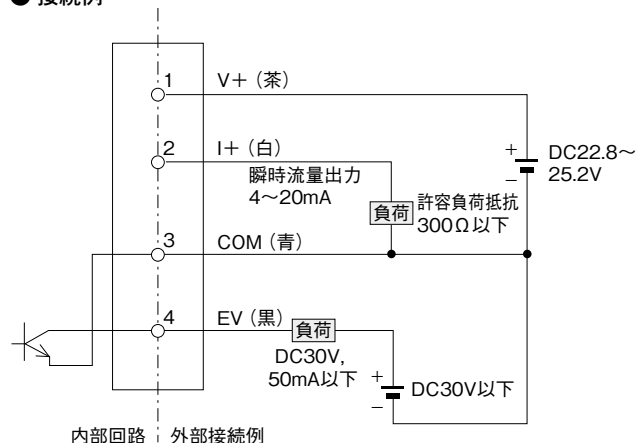 ● 接続例
1
V+（茶）
2
I+（白）
瞬時流量出力
4～20mA
負荷
許容負荷抵抗
300Ω以下
+
−
DC22.8～
25.2V
3
COM（青）
4
EV（黒）
負荷
DC30V,
50mA以下
+
−
DC30V以下
内部回路
外部接続例